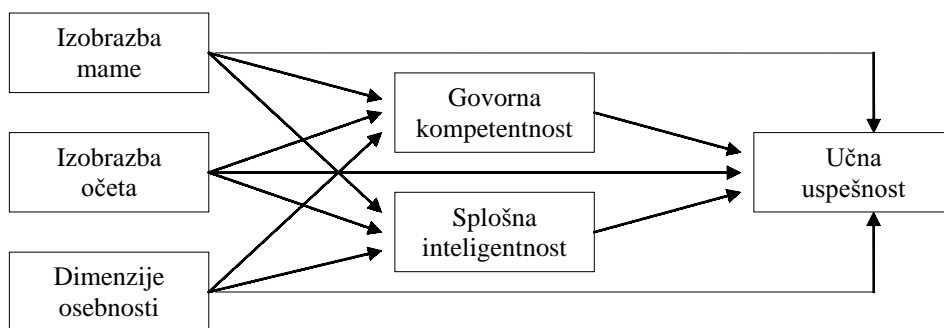 Izobrazba
mame
Izobrazba
očeta
Dimenzije
osebnosti
Govorna
kompetentnost
Splošna
inteligentnost
Učna
uspešnost